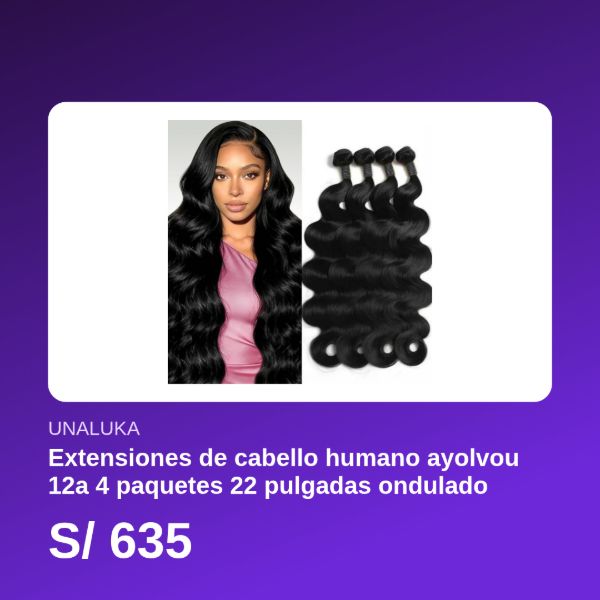 UNALUKA
Extensiones de cabello humano ayolvou
12a 4 paquetes 22 pulgadas ondulado
S/ 635